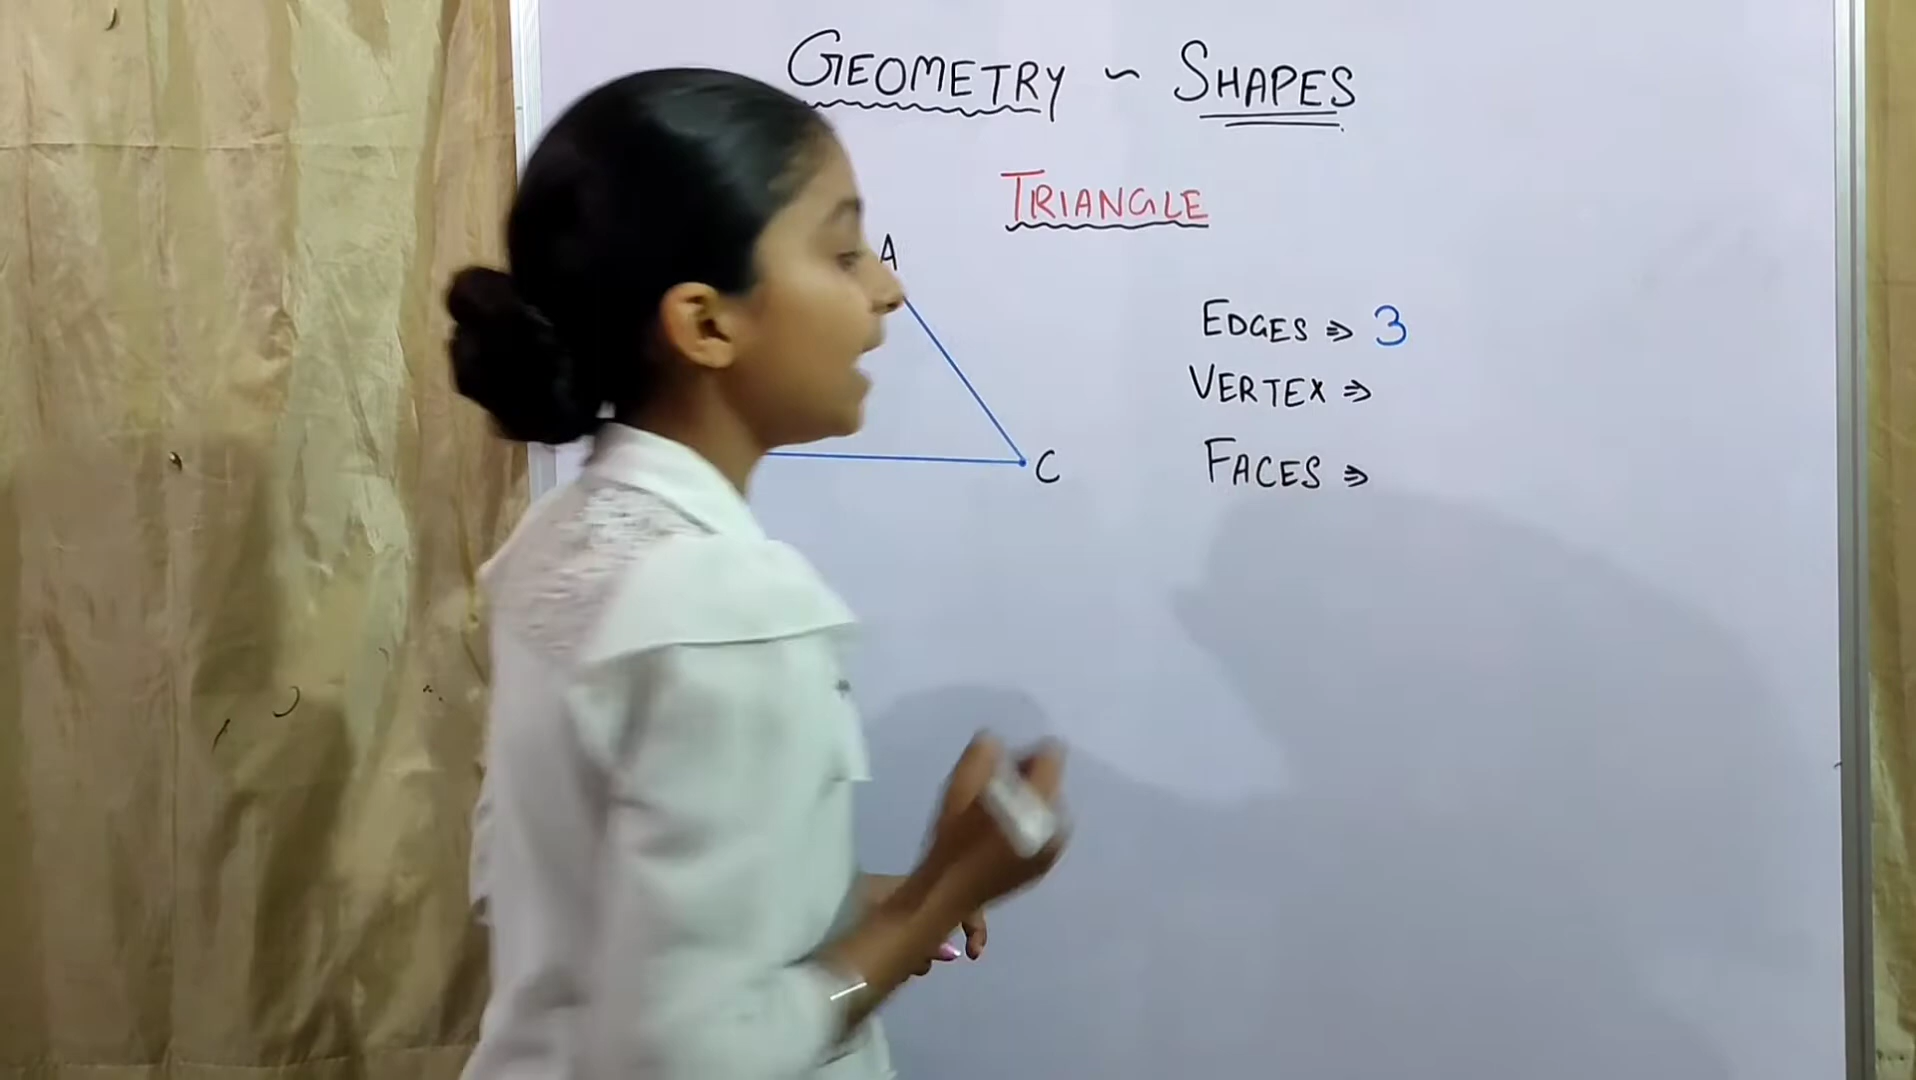 GEOMETRY ~ SHAPES
TRIANGLE
A
C
EDGES ⇒ 3
VERTEX ⇒
FACES ⇒